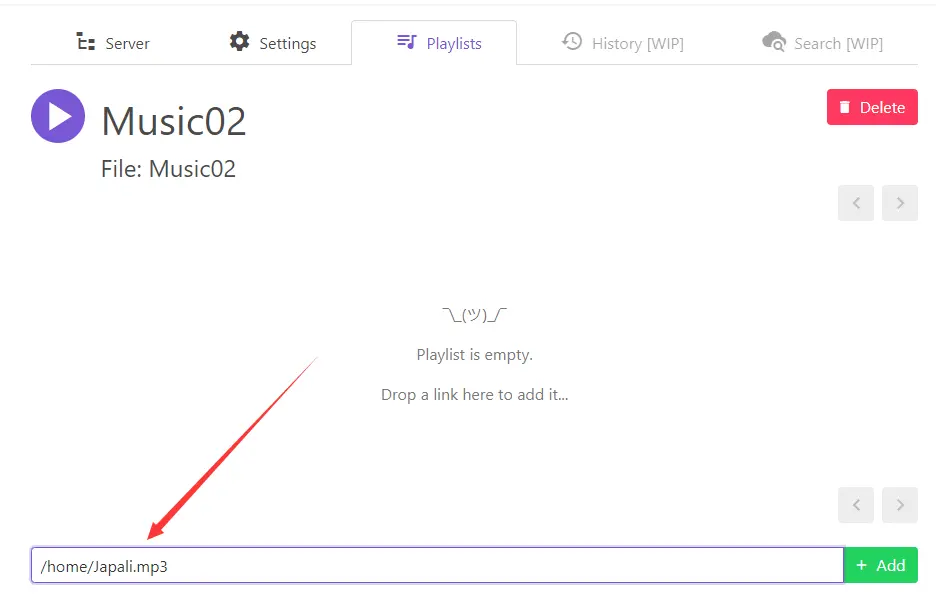 Server Settings Playlists History [WIP] Search [WIP]
Music02
Delete
File: Music02
¯\_(ツ)_/¯
Playlist is empty.
Drop a link here to add it...
/home/Japali.mp3
+ Add